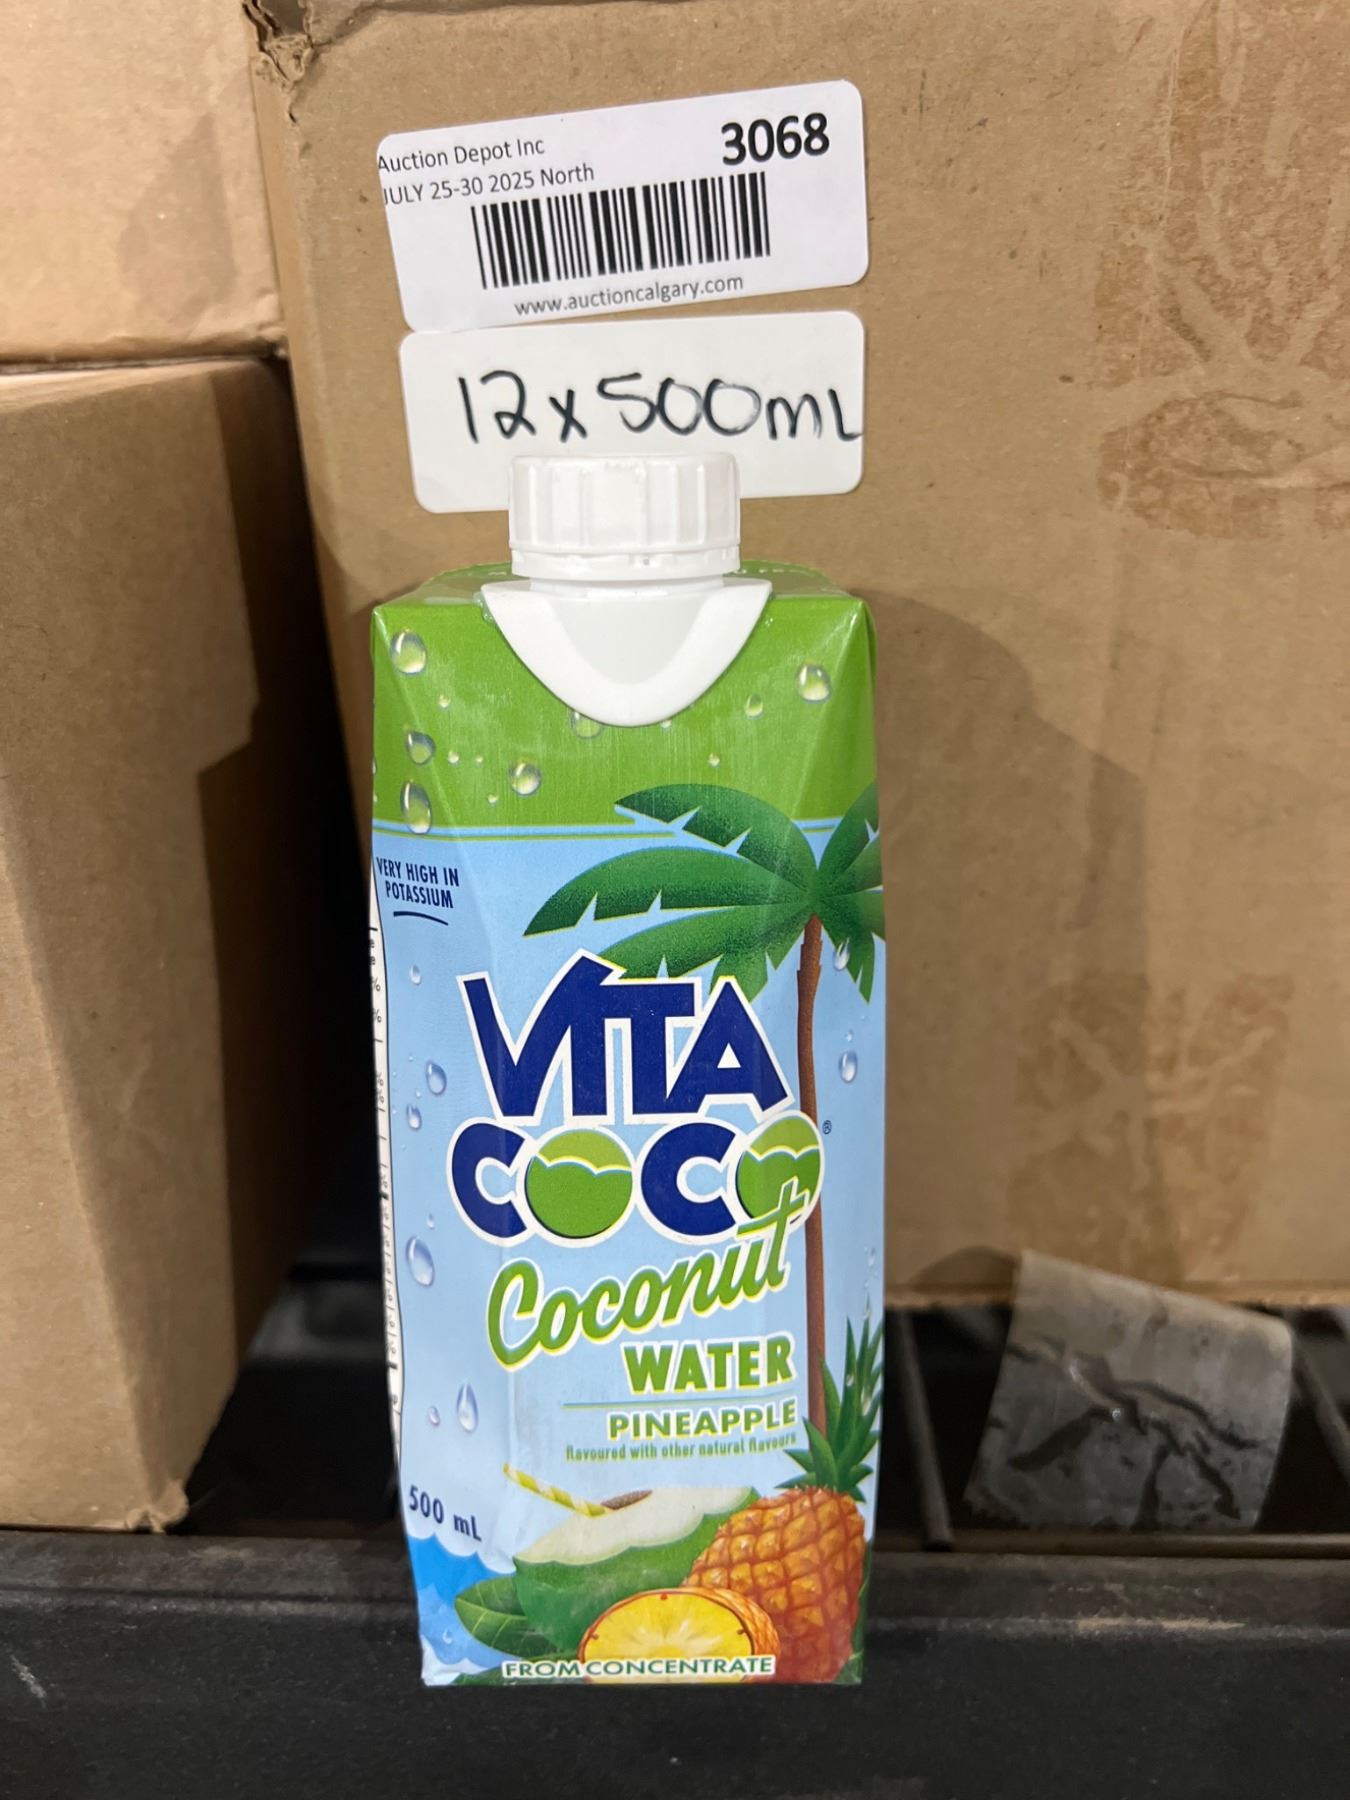 Auction Depot Inc
3068
JULY 25-30 2025 North
www.auctioncalgary.com
12 x 500mL
VERY HIGH IN
POTASSIUM
VITA
COCO®
Coconut
WATER
PINEAPPLE
flavoured with other natural flavours
500 mL
FROM CONCENTRATE